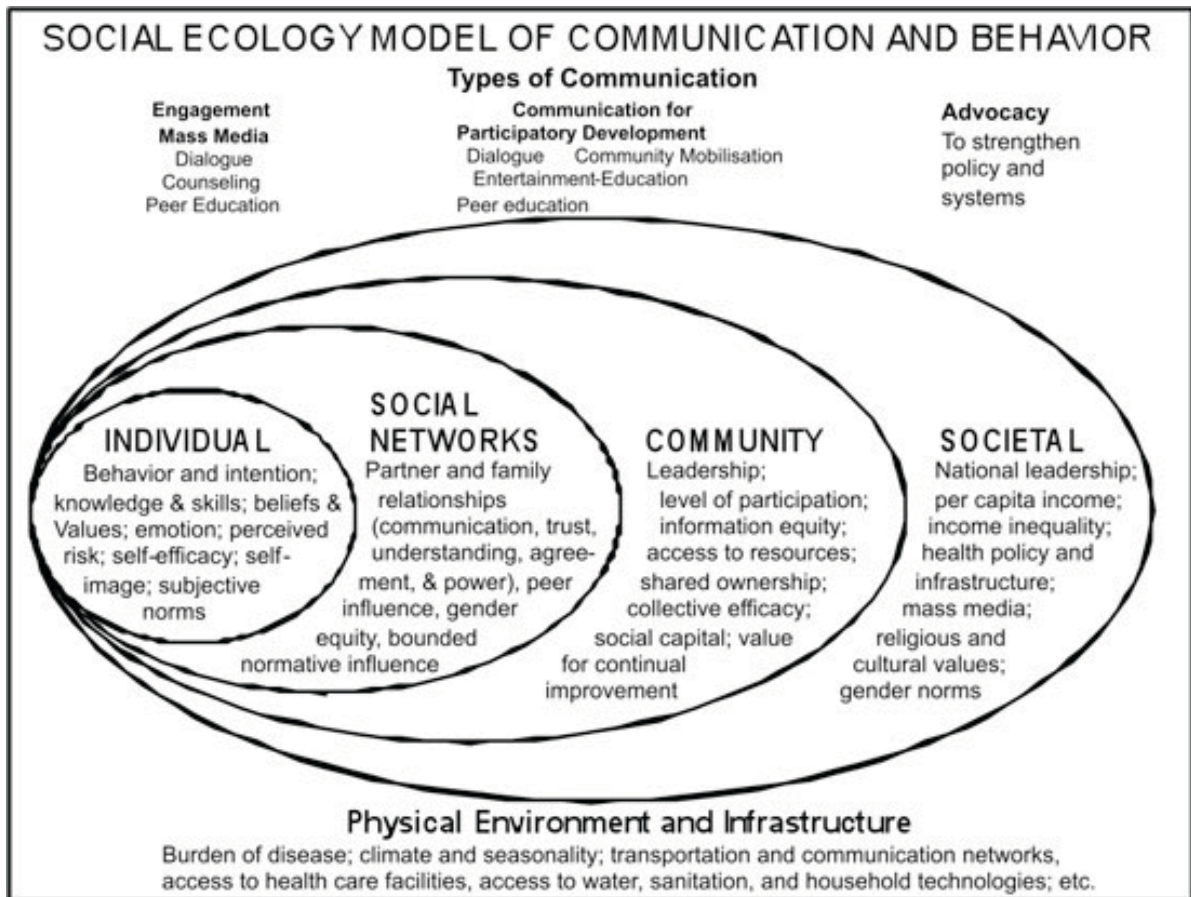 SOCIAL ECOLOGY MODEL OF COMMUNICATION AND BEHAVIOR
Types of Communication
Engagement
Mass Media
Dialogue
Counseling
Peer Education
Communication for
Participatory Development
Dialogue Community Mobilisation
Entertainment-Education
Peer education
Advocacy
To strengthen
policy and
systems
INDIVIDUAL
Behavior and intention;
knowledge & skills; beliefs &
Values; emotion; perceived
risk; self-efficacy; self-
image; subjective
norms
SOCIAL
NETWORKS
Partner and family
relationships
(communication, trust,
understanding, agree-
ment, & power), peer
influence, gender
equity, bounded
normative influence
COMMUNITY
Leadership;
level of participation;
information equity;
access to resources;
shared ownership;
collective efficacy;
social capital; value
for continual
improvement
SOCIETAL
National leadership;
per capita income;
income inequality;
health policy and
infrastructure;
mass media;
religious and
cultural values;
gender norms
Physical Environment and Infrastructure
Burden of disease; climate and seasonality; transportation and communication networks,
access to health care facilities, access to water, sanitation, and household technologies; etc.